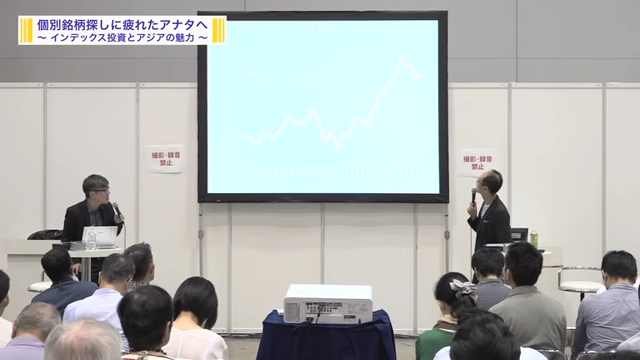 個別銘柄探しに疲れたアナタへ
～ インデックス投資とアジアの魅力 ～
撮影・録音
禁止
撮影・録音
禁止